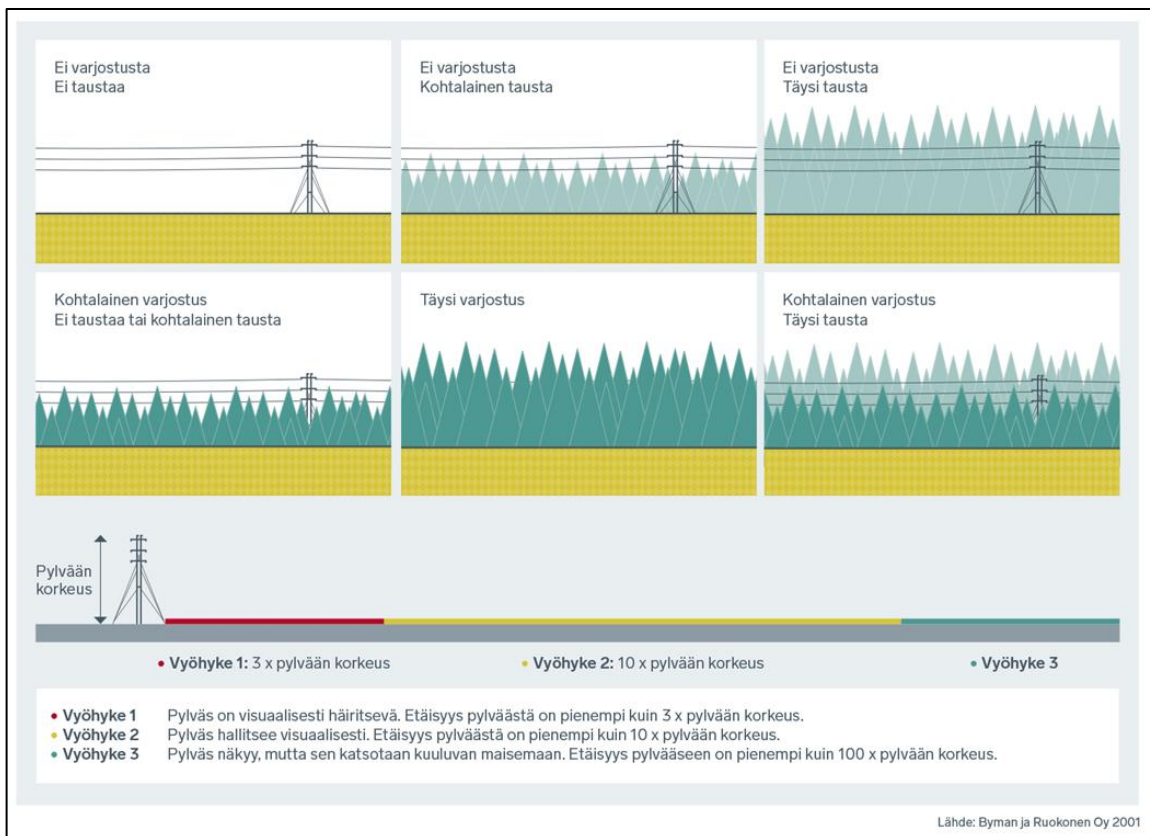 Ei varjostusta
Ei taustaa
Ei varjostusta
Kohtalainen tausta
Ei varjostusta
Täysi tausta
Kohtalainen varjostus
Ei taustaa tai kohtalainen tausta
Täysi varjostus
Kohtalainen varjostus
Täysi tausta
Pylvään
korkeus
• Vyöhyke 1: 3 x pylvään korkeus
• Vyöhyke 2: 10 x pylvään korkeus
• Vyöhyke 3
• Vyöhyke 1 Pylväs on visuaalisesti häiritsevä. Etäisyys pylväästä on pienempi kuin 3 x pylvään korkeus.
• Vyöhyke 2 Pylväs hallitsee visuaalisesti. Etäisyys pylväästä on pienempi kuin 10 x pylvään korkeus.
• Vyöhyke 3 Pylväs näkyy, mutta sen katsotaan kuuluvan maisemaan. Etäisyys pylvääseen on pienempi kuin 100 x pylvään korkeus.
Lähde: Byman ja Ruokonen Oy 2001